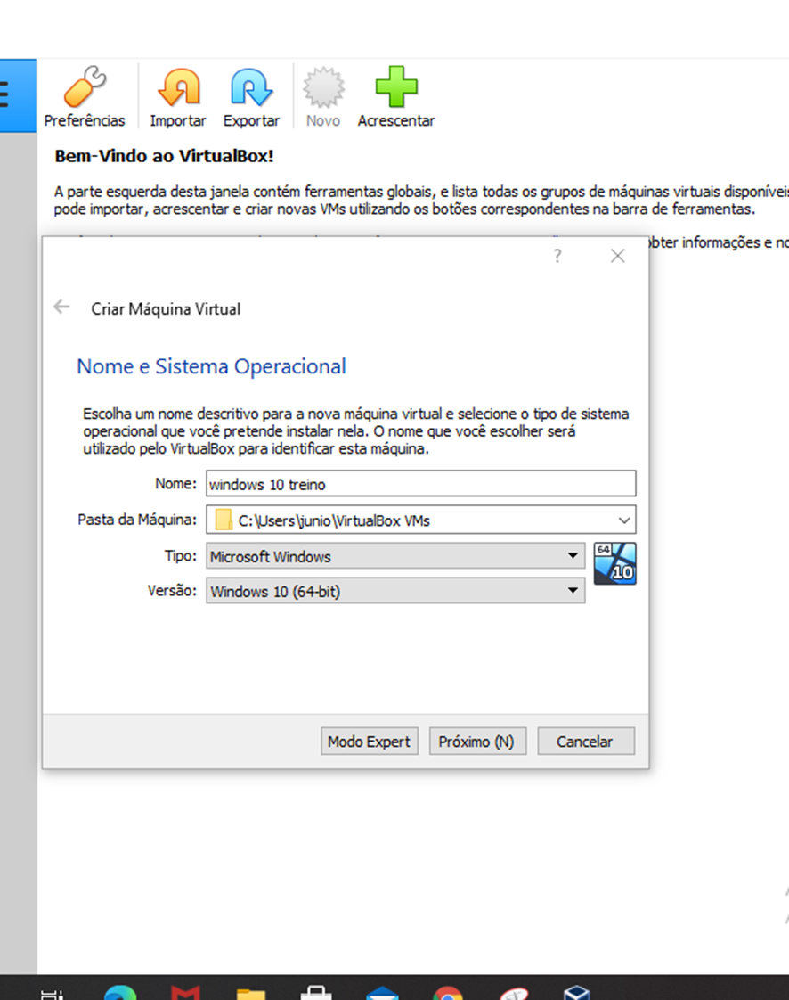 Preferências Importar Exportar Novo Acrescentar
Bem-Vindo ao VirtualBox!
A parte esquerda desta janela contém ferramentas globais, e lista todas os grupos de máquinas virtuais disponíveis
pode importar, acrescentar e criar novas VMs utilizando os botões correspondentes na barra de ferramentas.
obter informações e
?
Criar Máquina Virtual
Nome e Sistema Operacional
Escolha um nome descritivo para a nova máquina virtual e selecione o tipo de sistema
operacional que você pretende instalar nela. O nome que você escolher será
utilizado pelo VirtualBox para identificar esta máquina.
Nome: windows 10 treino
Pasta da Máquina: C:\Users\junio\VirtualBox VMs
Tipo: Microsoft Windows
64
10
Versão: Windows 10 (64-bit)
Modo Expert Próximo (N) Cancelar